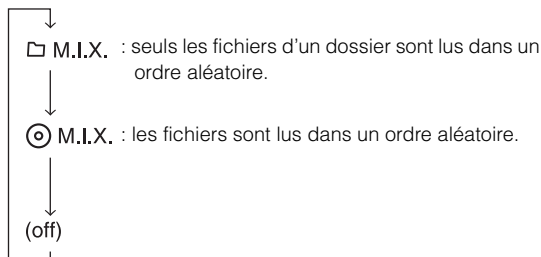 M.I.X. : seuls les fichiers d'un dossier sont lus dans un
ordre aléatoire.
M.I.X. : les fichiers sont lus dans un ordre aléatoire.
(off)